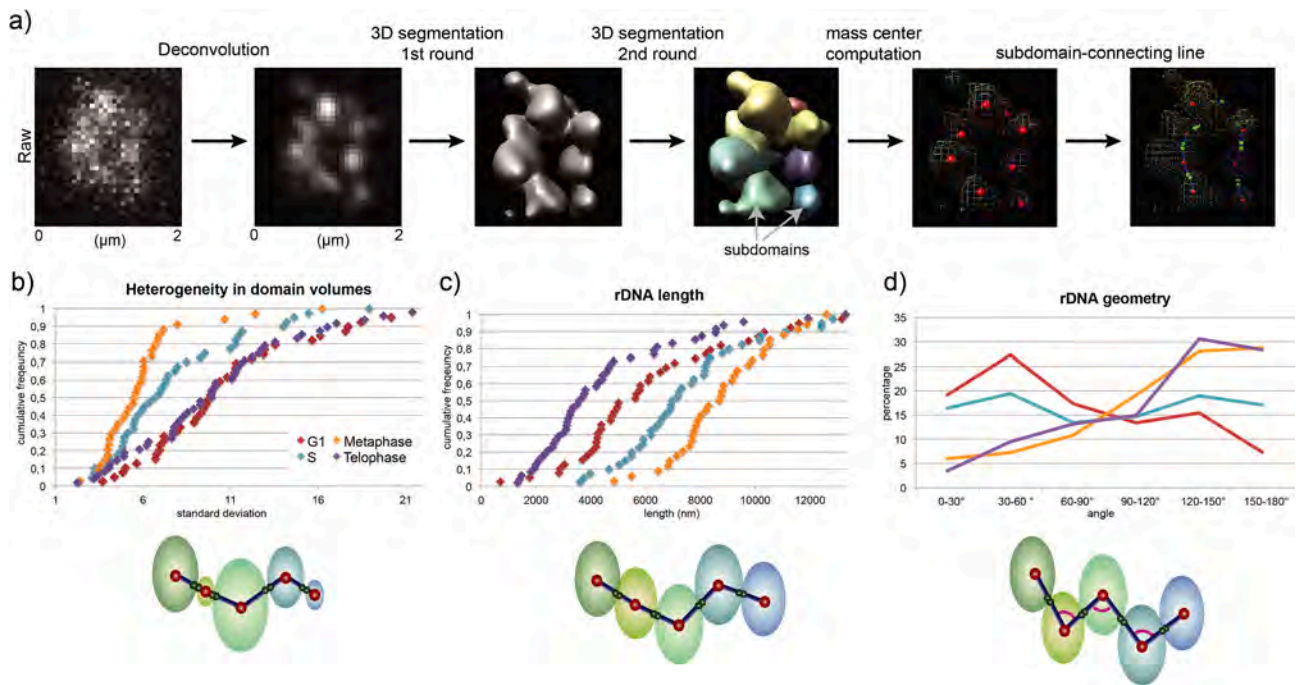 a)
Deconvolution
3D segmentation
1st round
3D segmentation
2nd round
mass center
computation
subdomain-connecting line
Raw
0 (µm) 2
0 (µm) 2
subdomains
b)
Heterogeneity in domain volumes
cumulative freqeuncy
1
0,9
0,8
0,7
0,6
0,5
0,4
0,3
0,2
0,1
0
G1
Metaphase
S
Telophase
1 6 11 16 21
standard deviation
c)
rDNA length
cumulative freqeuncy
1
0,9
0,8
0,7
0,6
0,5
0,4
0,3
0,2
0,1
0
0 2000 4000 6000 8000 10000 12000
length (nm)
d)
rDNA geometry
percentage
35
30
25
20
15
10
5
0
0-30° 30-60 ° 60-90° 90-120° 120-150° 150-180°
angle